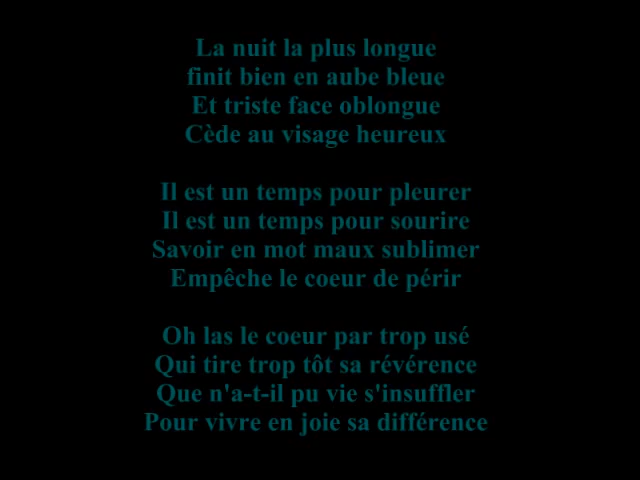 La nuit la plus longue
finit bien en aube bleue
Et triste face oblongue
Cède au visage heureux
Il est un temps pour pleurer
Il est un temps pour sourire
Savoir en mot maux sublimer
Empêche le coeur de périr
Oh las le coeur par trop usé
Qui tire trop tôt sa révérence
Que n'a-t-il pu vie s'insuffler
Pour vivre en joie sa différence